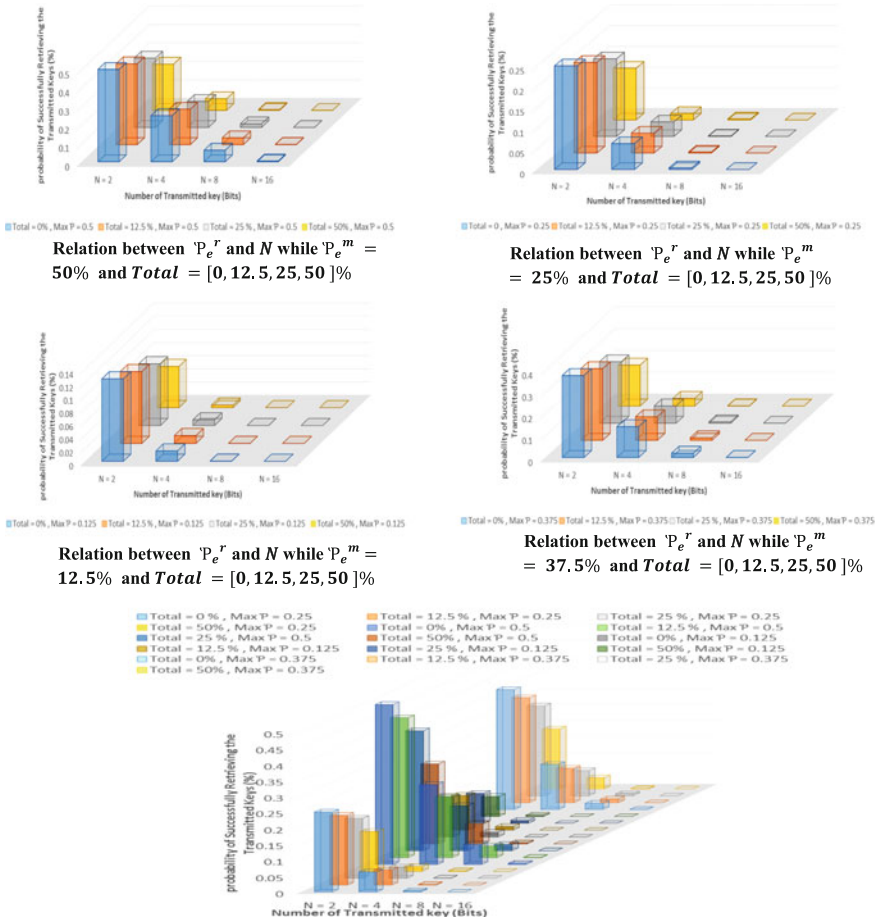 probability of Successfully Retrieving the
Transmitted Keys (%)
0.5
0.4
0.3
0.2
0.1
0
N = 2 N = 4 N = 8 N = 16
Number of Transmitted key (Bits)
Total = 0% , Max Ƥ = 0.5 Total = 12.5% , Max Ƥ = 0.5 Total = 25 % , Max Ƥ = 0.5 Total = 50% , Max Ƥ = 0.5
Relation between Ƥₑʳ and N while Ƥₑᵐ =
50% and Total = [0, 12.5, 25, 50 ]%
probability of Successfully Retrieving the
Transmitted Keys (%)
0.25
0.2
0.15
0.1
0.05
0
N = 2 N = 4 N = 8 N = 16
Number of Transmitted key (Bits)
Total = 0 , Max Ƥ = 0.25 Total = 12.5% , Max Ƥ = 0.25 Total = 25 % , Max Ƥ = 0.25 Total = 50% , Max Ƥ = 0.25
Relation between Ƥₑʳ and N while Ƥₑᵐ
= 25% and Total = [0, 12.5, 25, 50 ]%
probability of Successfully Retrieving the
Transmitted Keys (%)
0.14
0.12
0.1
0.08
0.06
0.04
0.02
0
N = 2 N = 4 N = 8 N = 16
Number of Transmitted key (Bits)
Total = 0% , Max Ƥ = 0.125 Total = 12.5 % , Max Ƥ = 0.125 Total = 25 % , Max Ƥ = 0.125 Total = 50% , Max Ƥ = 0.125
Relation between Ƥₑʳ and N while Ƥₑᵐ =
12.5% and Total = [0, 12.5, 25, 50 ]%
probability of Successfully Retrieving the
Transmitted Keys (%)
0.4
0.3
0.2
0.1
0
N = 2 N = 4 N = 8 N = 16
Number of Transmitted key (Bits)
Total = 0% , Max Ƥ = 0.375 Total = 12.5 % , Max Ƥ = 0.375 Total = 25 % , Max Ƥ = 0.375 Total = 50% , Max Ƥ = 0.375
Relation between Ƥₑʳ and N while Ƥₑᵐ
= 37.5% and Total = [0, 12.5, 25, 50 ]%
Total = 0 % , Max Ƥ = 0.25 Total = 12.5 % , Max Ƥ = 0.25 Total = 25 % , Max Ƥ = 0.25
Total = 50% , Max Ƥ = 0.25 Total = 0% , Max Ƥ = 0.5 Total = 12.5 % , Max Ƥ = 0.5
Total = 25 % , Max Ƥ = 0.5 Total = 50% , Max Ƥ = 0.5 Total = 0% , Max Ƥ = 0.125
Total = 12.5 % , Max Ƥ = 0.125 Total = 25 % , Max Ƥ = 0.125 Total = 50% , Max Ƥ = 0.125
Total = 0% , Max Ƥ = 0.375 Total = 12.5 % , Max Ƥ = 0.375 Total = 25 % , Max Ƥ = 0.375
Total = 50% , Max Ƥ = 0.375
probability of Successfully Retrieving the
Transmitted Keys (%)
0.5
0.45
0.4
0.35
0.3
0.25
0.2
0.15
0.1
0.05
0
N = 2 N = 4 N = 8 N = 16
Number of Transmitted key (Bits)